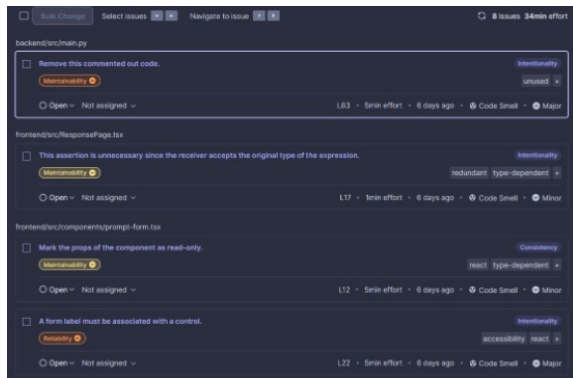 Bulk Change Select issues Navigate to issue 8 issues 34min effort
backend/src/main.py
Remove this commented out code. Intentionality
Maintainability unused +
Open Not assigned L83 • 5min effort • 6 days ago • Code Smell • Major
frontend/src/ResponsePage.tsx
This assertion is unnecessary since the receiver accepts the original type of the expression. Intentionality
Maintainability redundant type-dependent +
Open Not assigned L17 • 1min effort • 6 days ago • Code Smell • Minor
frontend/src/components/prompt-form.tsx
Mark the props of the component as read-only. Consistency
Maintainability react type-dependent +
Open Not assigned L12 • 5min effort • 6 days ago • Code Smell • Minor
A form label must be associated with a control. Intentionality
Reliability accessibility react +
Open Not assigned L22 • 5min effort • 6 days ago • Code Smell • Major